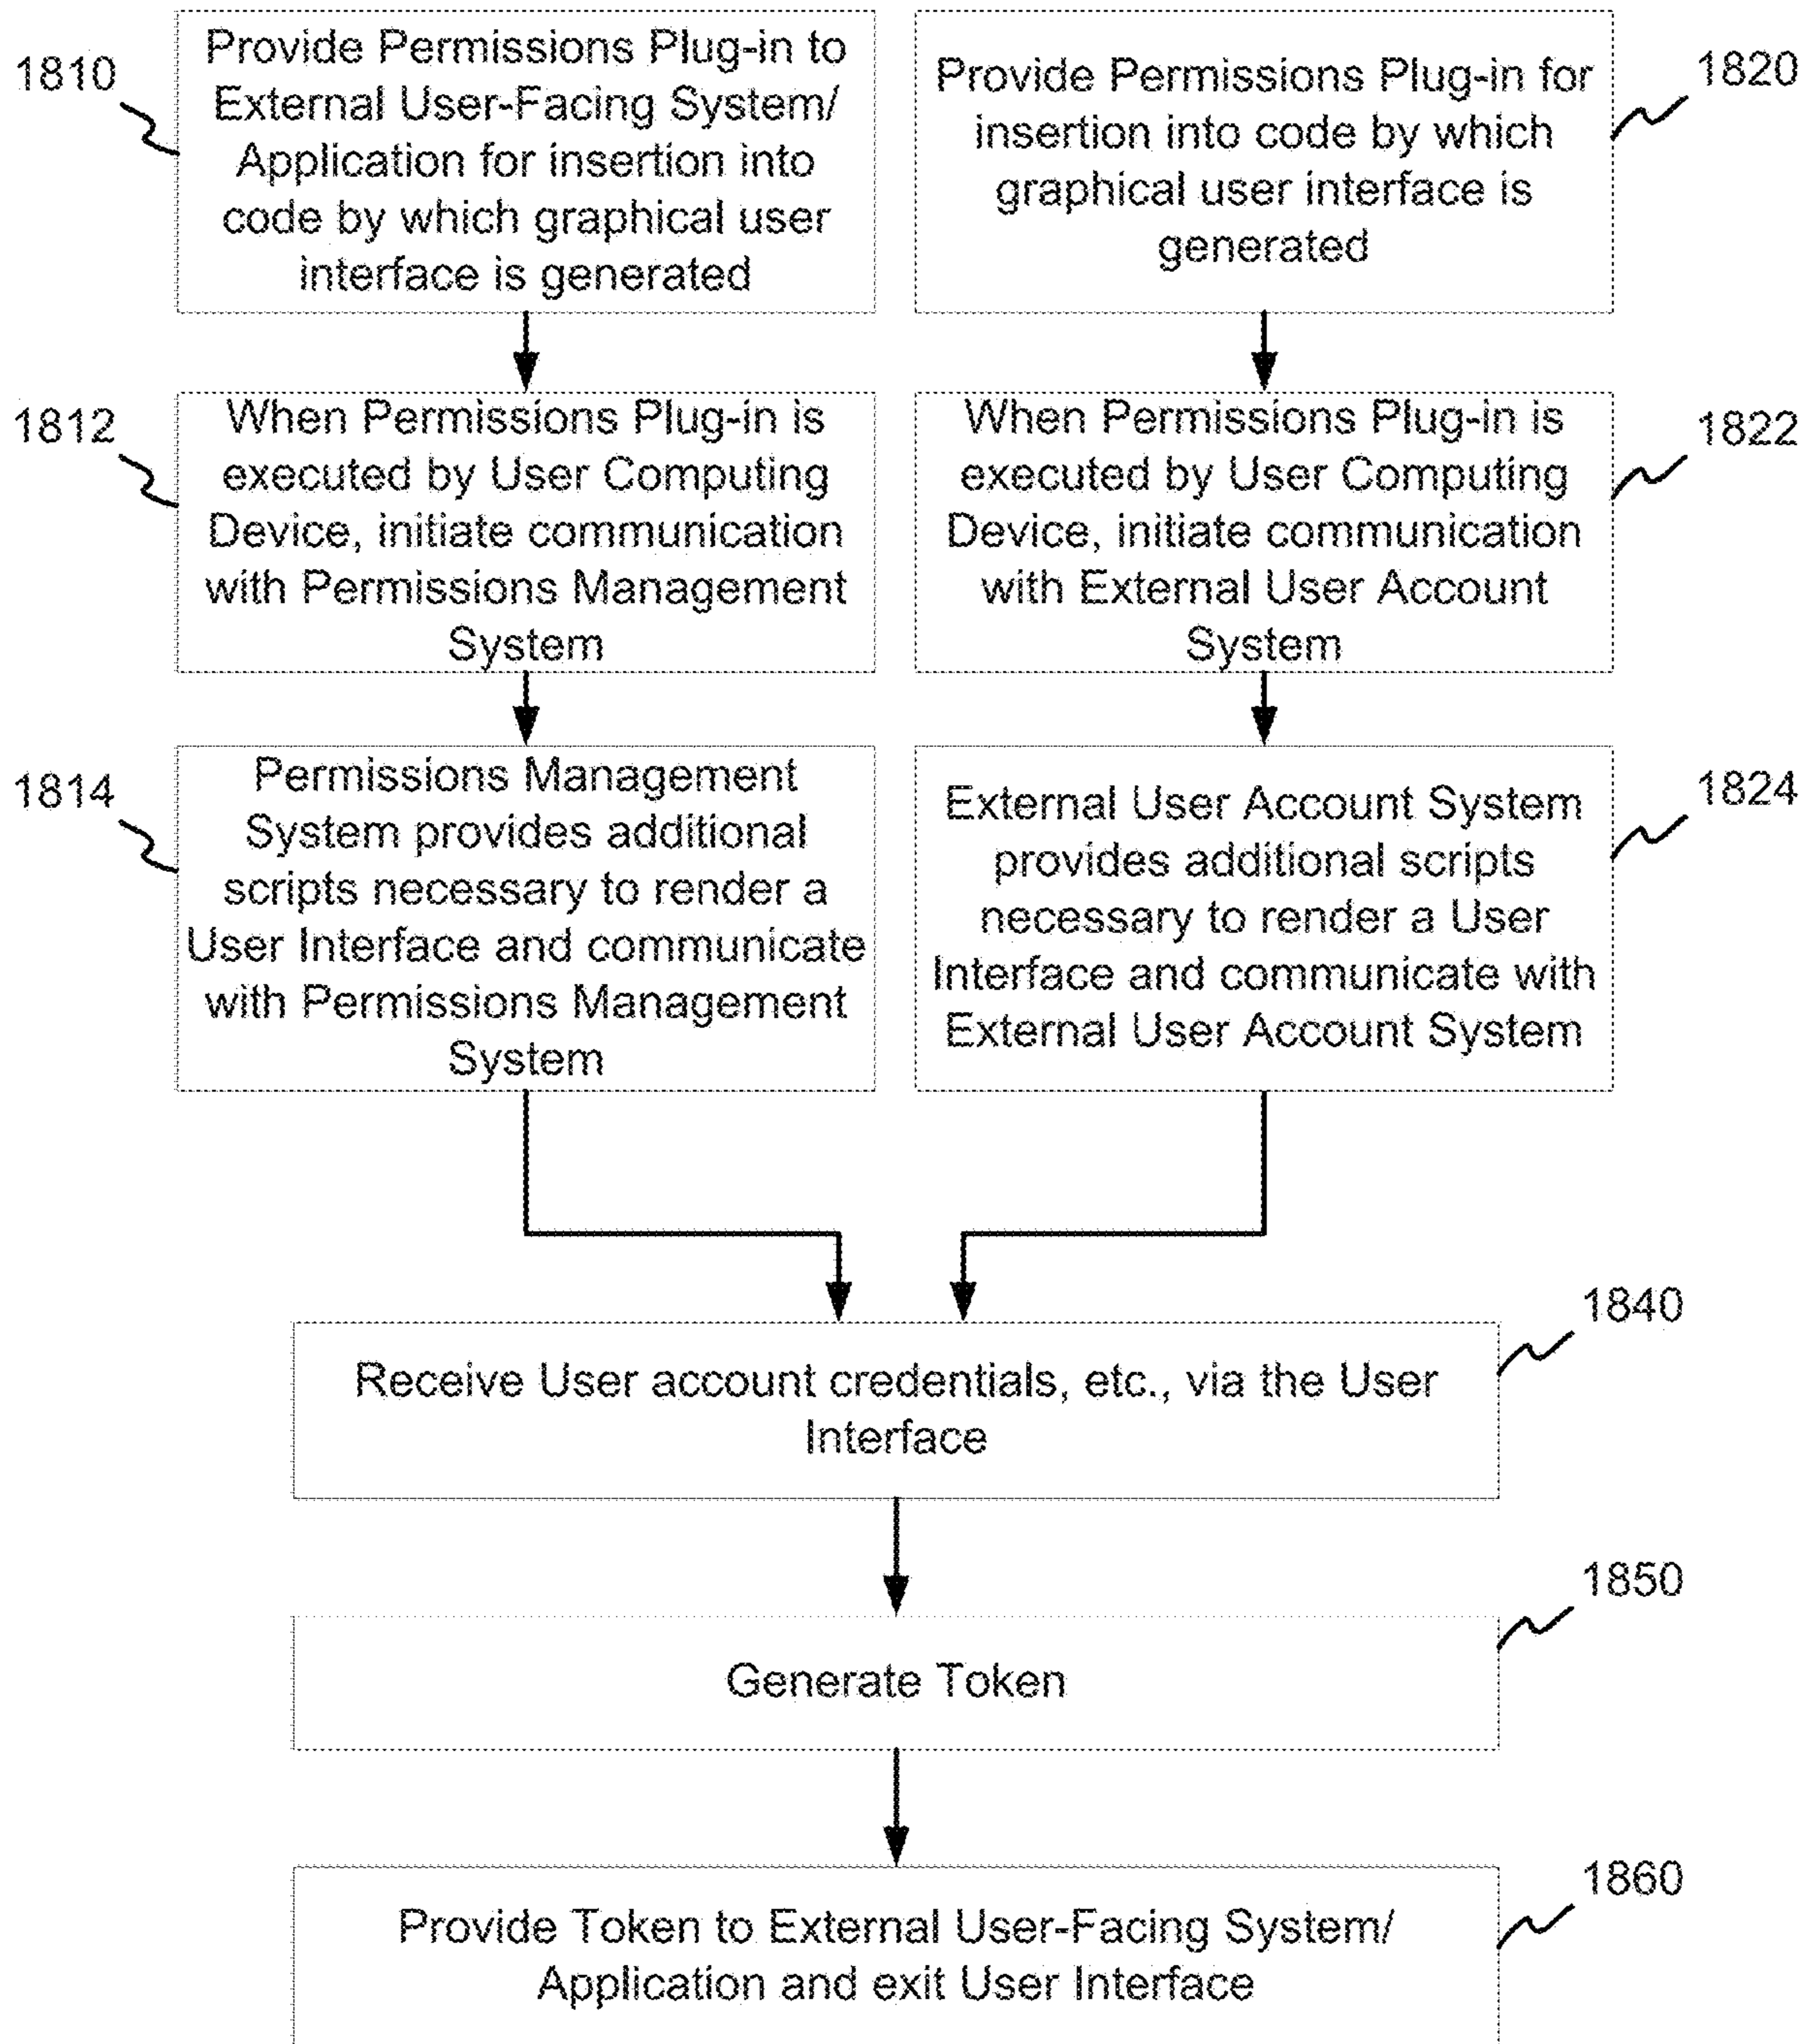 1810
Provide Permissions Plug-in to
External User-Facing System/
Application for insertion into
code by which graphical user
interface is generated
1820
Provide Permissions Plug-in for
insertion into code by which
graphical user interface is
generated
1812
When Permissions Plug-in is
executed by User Computing
Device, initiate communication
with Permissions Management
System
1822
When Permissions Plug-in is
executed by User Computing
Device, initiate communication
with External User Account
System
1814
Permissions Management
System provides additional
scripts necessary to render a
User Interface and communicate
with Permissions Management
System
1824
External User Account System
provides additional scripts
necessary to render a User
Interface and communicate with
External User Account System
1840
Receive User account credentials, etc., via the User
Interface
1850
Generate Token
1860
Provide Token to External User-Facing System/
Application and exit User Interface